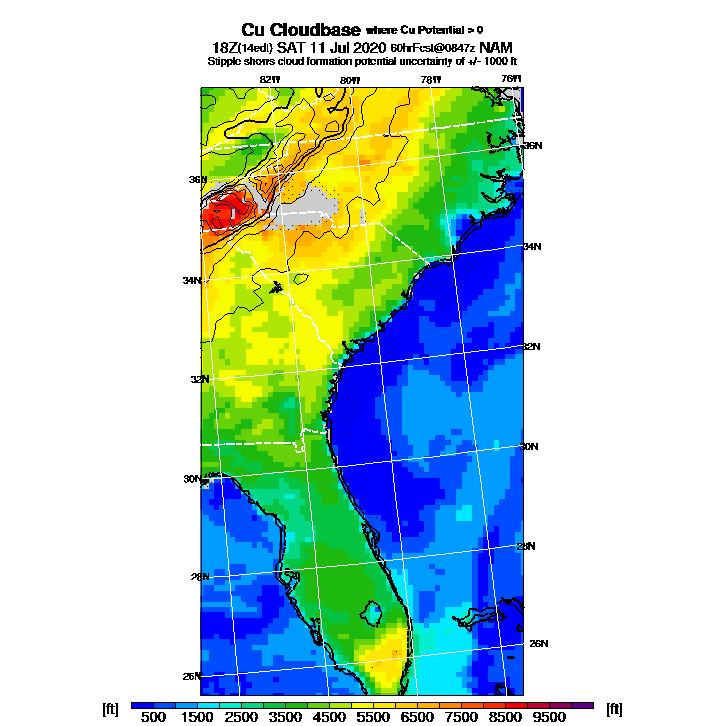 Cu Cloudbase where Cu Potential > 0
18Z(14edt) SAT 11 Jul 2020 60hrFcst@0847z NAM
Stipple shows cloud formation potential uncertainty of +/- 1000 ft
82W 80W 78W 76W
36N 36N
34N 34N
32N 32N
30N 30N
28N 28N
26N 26N
[ft] 500 1500 2500 3500 4500 5500 6500 7500 8500 9500 [ft]